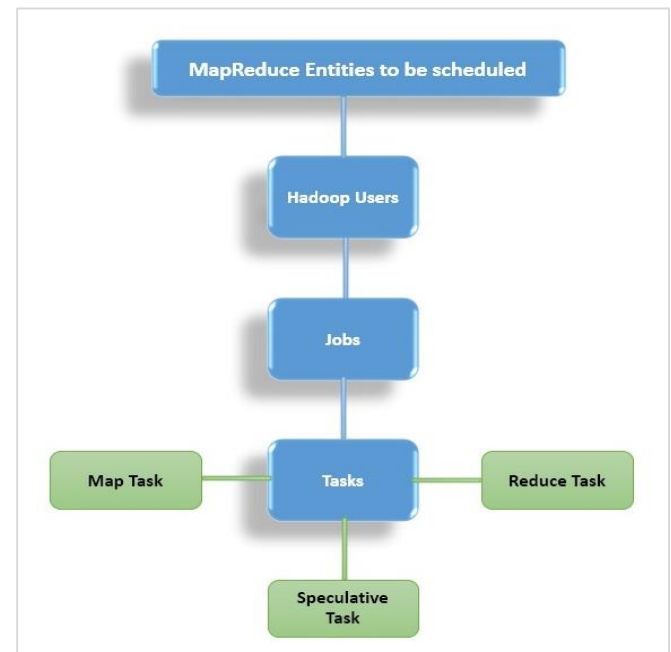 MapReduce Entities to be scheduled
Hadoop Users
Jobs
Map Task
Tasks
Reduce Task
Speculative
Task